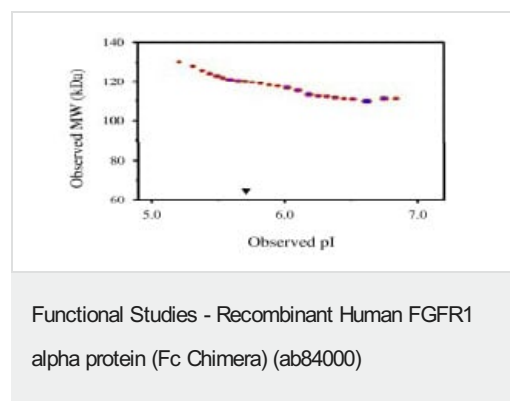 140
120
100
80
60
Observed MW (kDa)
5.0
6.0
7.0
Observed pI
Functional Studies - Recombinant Human FGFR1
alpha protein (Fc Chimera) (ab84000)